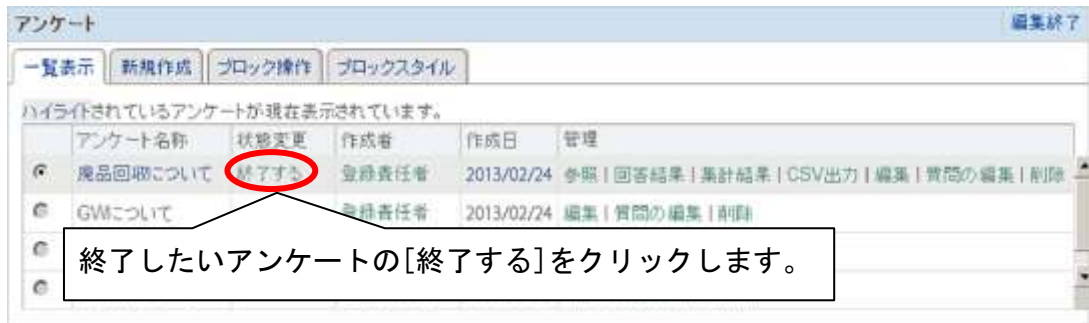 アンケート 編集終了
一覧表示 新規作成 ブロック操作 ブロックスタイル
ハイライトされているアンケートが現在表示されています。
アンケート名称 状態変更 作成者 作成日 管理
廃品回収について 終了する 登録責任者 2013/02/24 参照 | 回答結果 | 集計結果 | CSV出力 | 編集 | 質問の編集 | 削除
GWについて 登録責任者 2013/02/24 編集 | 質問の編集 | 削除
終了したいアンケートの[終了する]をクリックします。